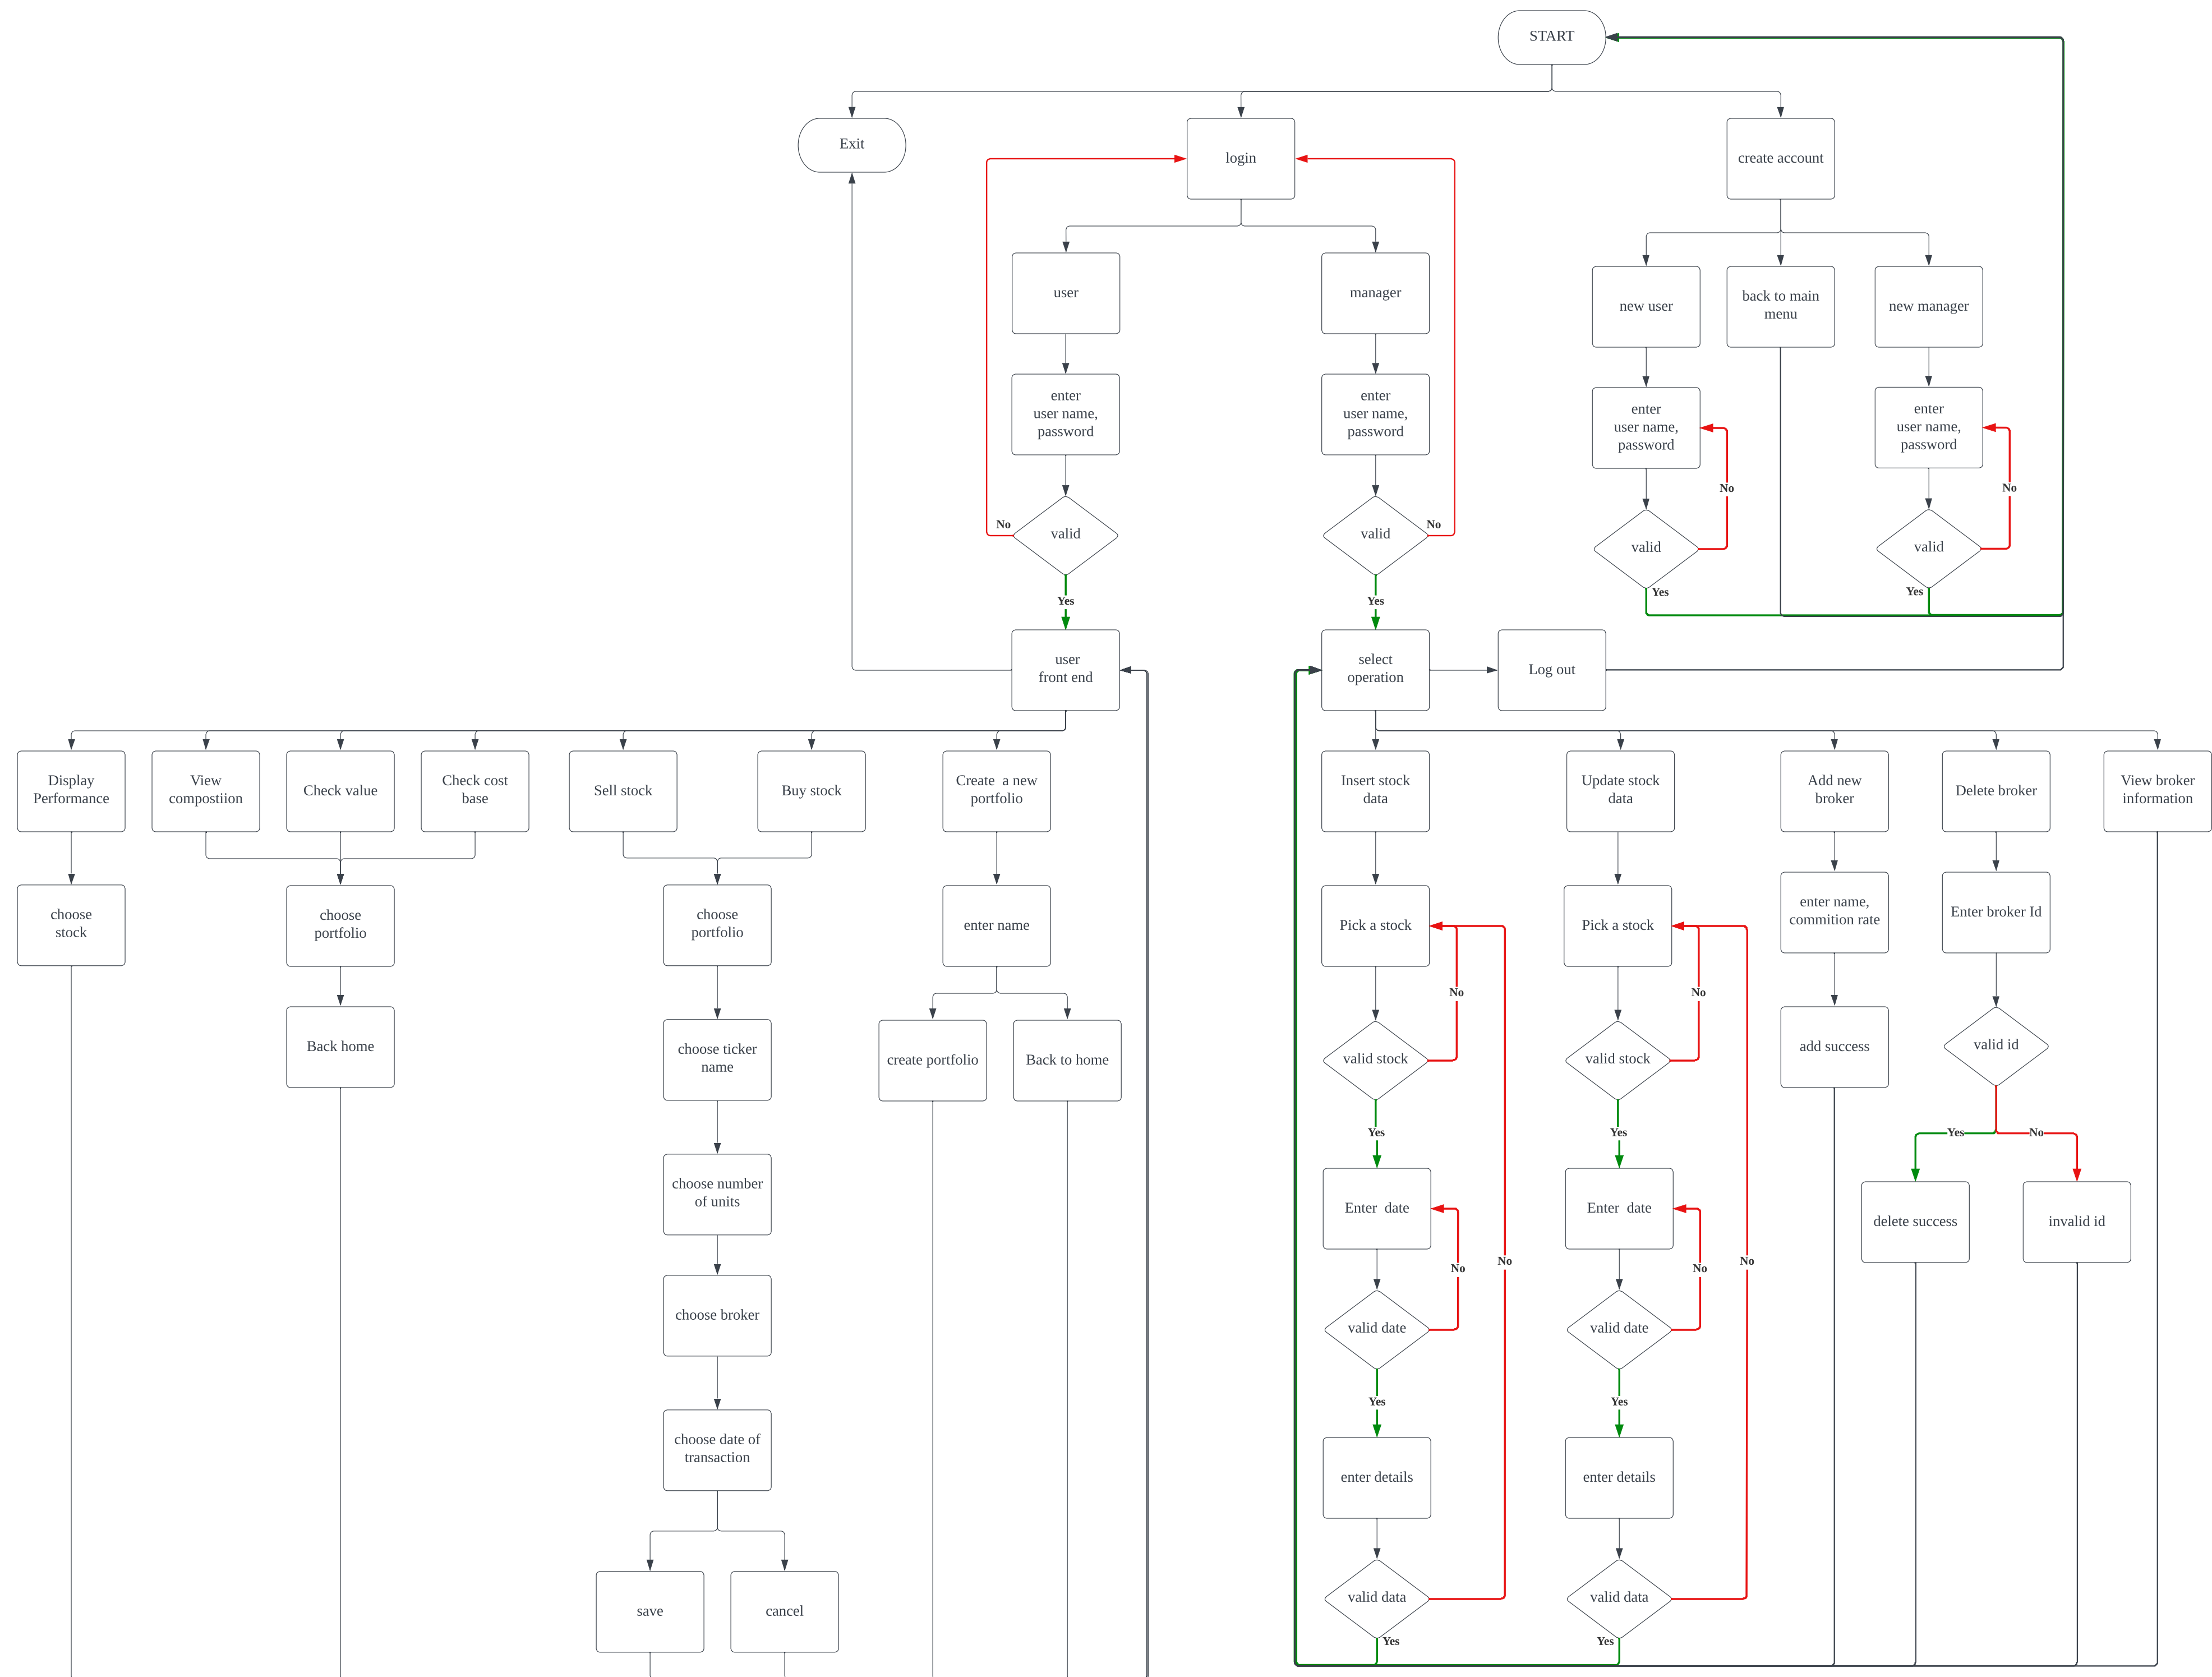 START
Exit
login
create account
user
manager
new user
back to main
menu
new manager
enter
user name,
password
enter
user name,
password
enter
user name,
password
enter
user name,
password
No
No
No
valid
No
valid
valid
valid
Yes
Yes
Yes
Yes
user
front end
select
operation
Log out
Display
Performance
View
compostiion
Check value
Check cost
base
Sell stock
Buy stock
Create a new
portfolio
Insert stock
data
Update stock
data
Add new
broker
Delete broker
View broker
information
choose
stock
choose
portfolio
choose
portfolio
enter name
Pick a stock
Pick a stock
enter name,
commition rate
Enter broker Id
No
No
Back home
choose ticker
name
create portfolio
Back to home
valid stock
valid stock
add success
valid id
Yes
Yes
Yes
No
choose number
of units
Enter date
Enter date
delete success
invalid id
No
No
No
No
choose broker
valid date
valid date
Yes
Yes
choose date of
transaction
enter details
enter details
save
cancel
valid data
valid data
Yes
Yes